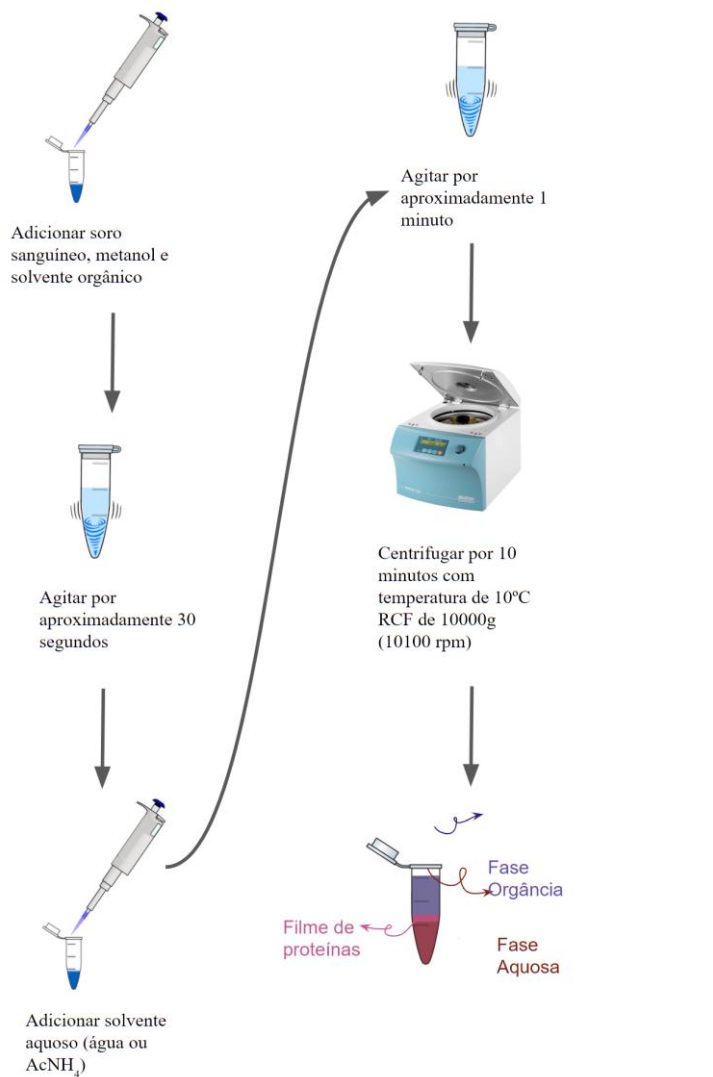 Adicionar soro
sanguíneo, metanol e
solvente orgânico
Agitar por
aproximadamente 30
segundos
Adicionar solvente
aquoso (água ou
AcNH₄)
Agitar por
aproximadamente 1
minuto
Centrifugar por 10
minutos com
temperatura de 10ºC
RCF de 10000g
(10100 rpm)
Fase
Orgância
Filme de
proteínas
Fase
Aquosa